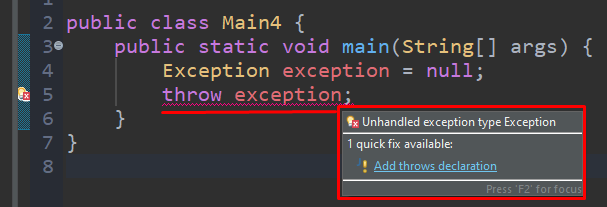 1
2 public class Main4 {
3 public static void main(String[] args) {
4 Exception exception = null;
5 throw exception;
6 }
7 }
8
Unhandled exception type Exception
1 quick fix available:
Add throws declaration
Press 'F2' for focus